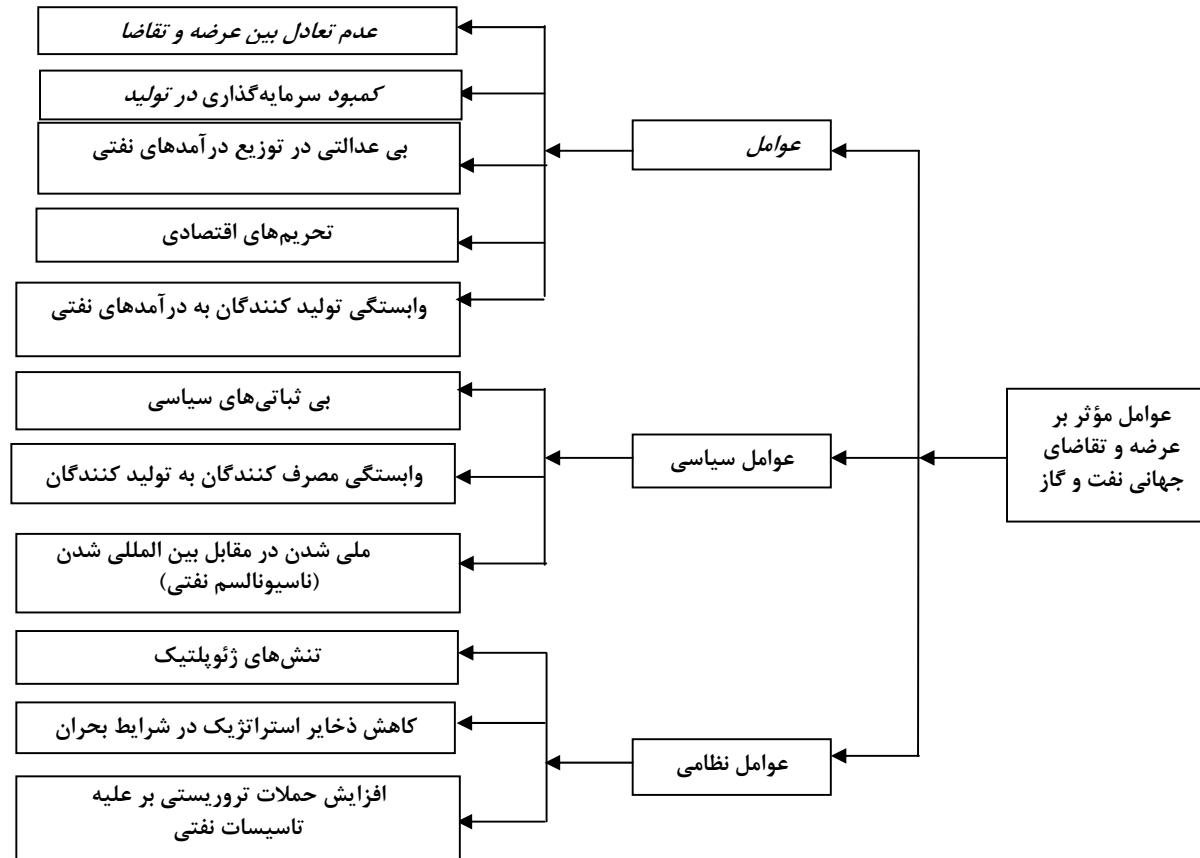 عوامل مؤثر بر
عرضه و تقاضای
جهانی نفت و گاز
عوامل
عدم تعادل بین عرضه و تقاضا
کمبود سرمایه‌گذاری در تولید
بی عدالتی در توزیع درآمدهای نفتی
تحریم‌های اقتصادی
وابستگی تولید کنندگان به درآمدهای نفتی
عوامل سیاسی
بی ثباتی‌های سیاسی
وابستگی مصرف کنندگان به تولید کنندگان
ملی شدن در مقابل بین المللی شدن
(ناسیونالسم نفتی)
عوامل نظامی
تنش‌های ژئوپلتیک
کاهش ذخایر استراتژیک در شرایط بحران
افزایش حملات تروریستی بر علیه
تاسیسات نفتی